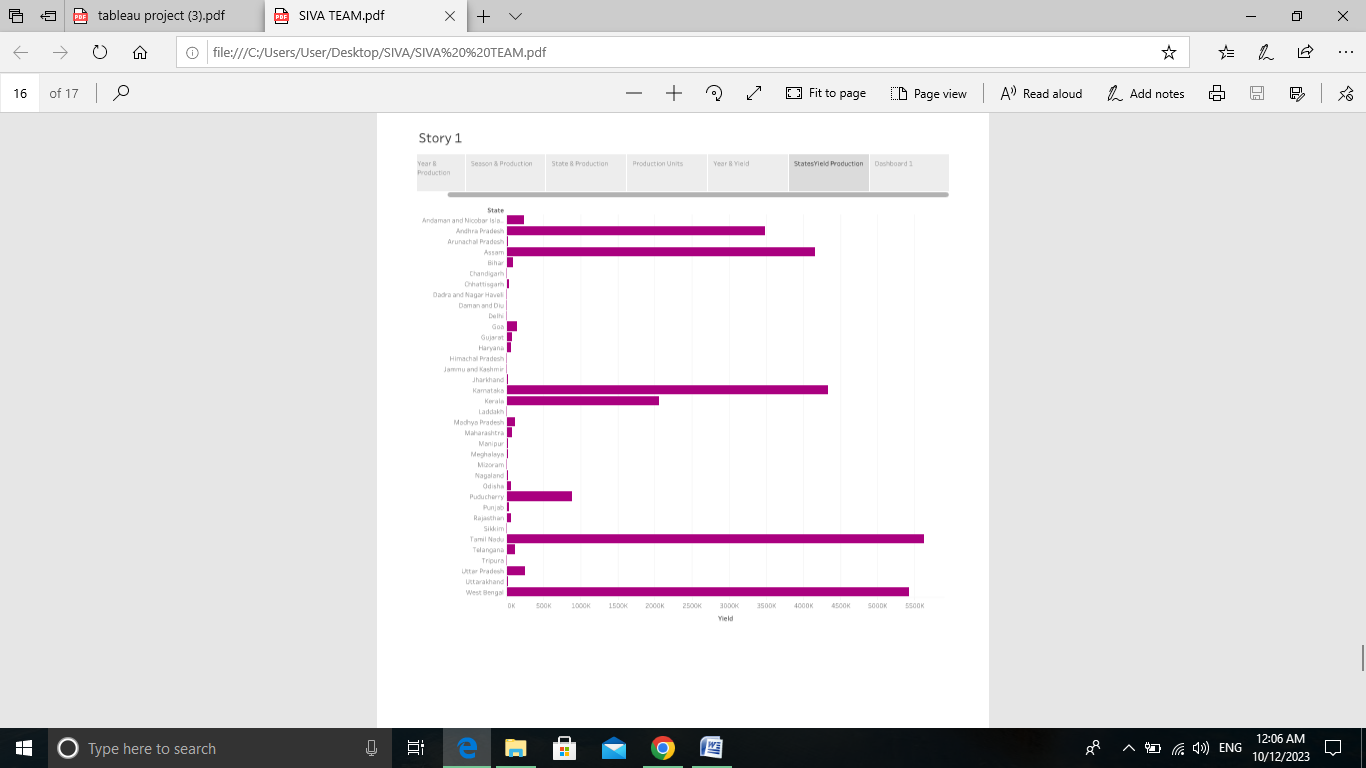 tableau project (3).pdf
SIVA TEAM.pdf
file:///C:/Users/User/Desktop/SIVA/SIVA%20%20TEAM.pdf
16 of 17
Fit to page
Page view
Read aloud
Add notes
Story 1
Year & Production
Season & Production
State & Production
Production Units
Year & Yield
StatesYield Production
Dashboard 1
State
Andaman and Nicobar Isla..
Andhra Pradesh
Arunachal Pradesh
Assam
Bihar
Chandigarh
Chhattisgarh
Dadra and Nagar Haveli
Daman and Diu
Delhi
Goa
Gujarat
Haryana
Himachal Pradesh
Jammu and Kashmir
Jharkhand
Karnataka
Kerala
Laddakh
Madhya Pradesh
Maharashtra
Manipur
Meghalaya
Mizoram
Nagaland
Odisha
Puducherry
Punjab
Rajasthan
Sikkim
Tamil Nadu
Telangana
Tripura
Uttar Pradesh
Uttarakhand
West Bengal
0K 500K 1000K 1500K 2000K 2500K 3000K 3500K 4000K 4500K 5000K 5500K
Yield
Type here to search
ENG
12:06 AM
10/12/2023